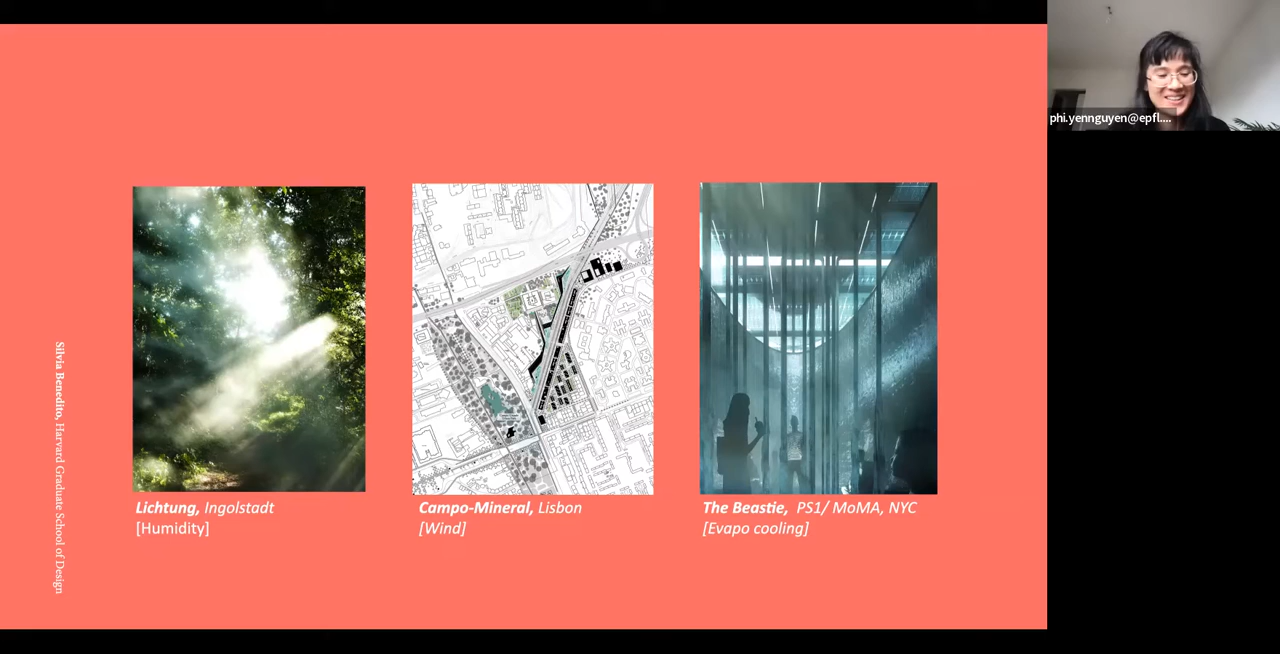 phi.yennguyen@epfl....
Lichtung, Ingolstadt
[Humidity]
Campo-Mineral, Lisbon
[Wind]
The Beastie, PS1/ MoMA, NYC
[Evapo cooling]
Silvia Benedito, Harvard Graduate School of Design